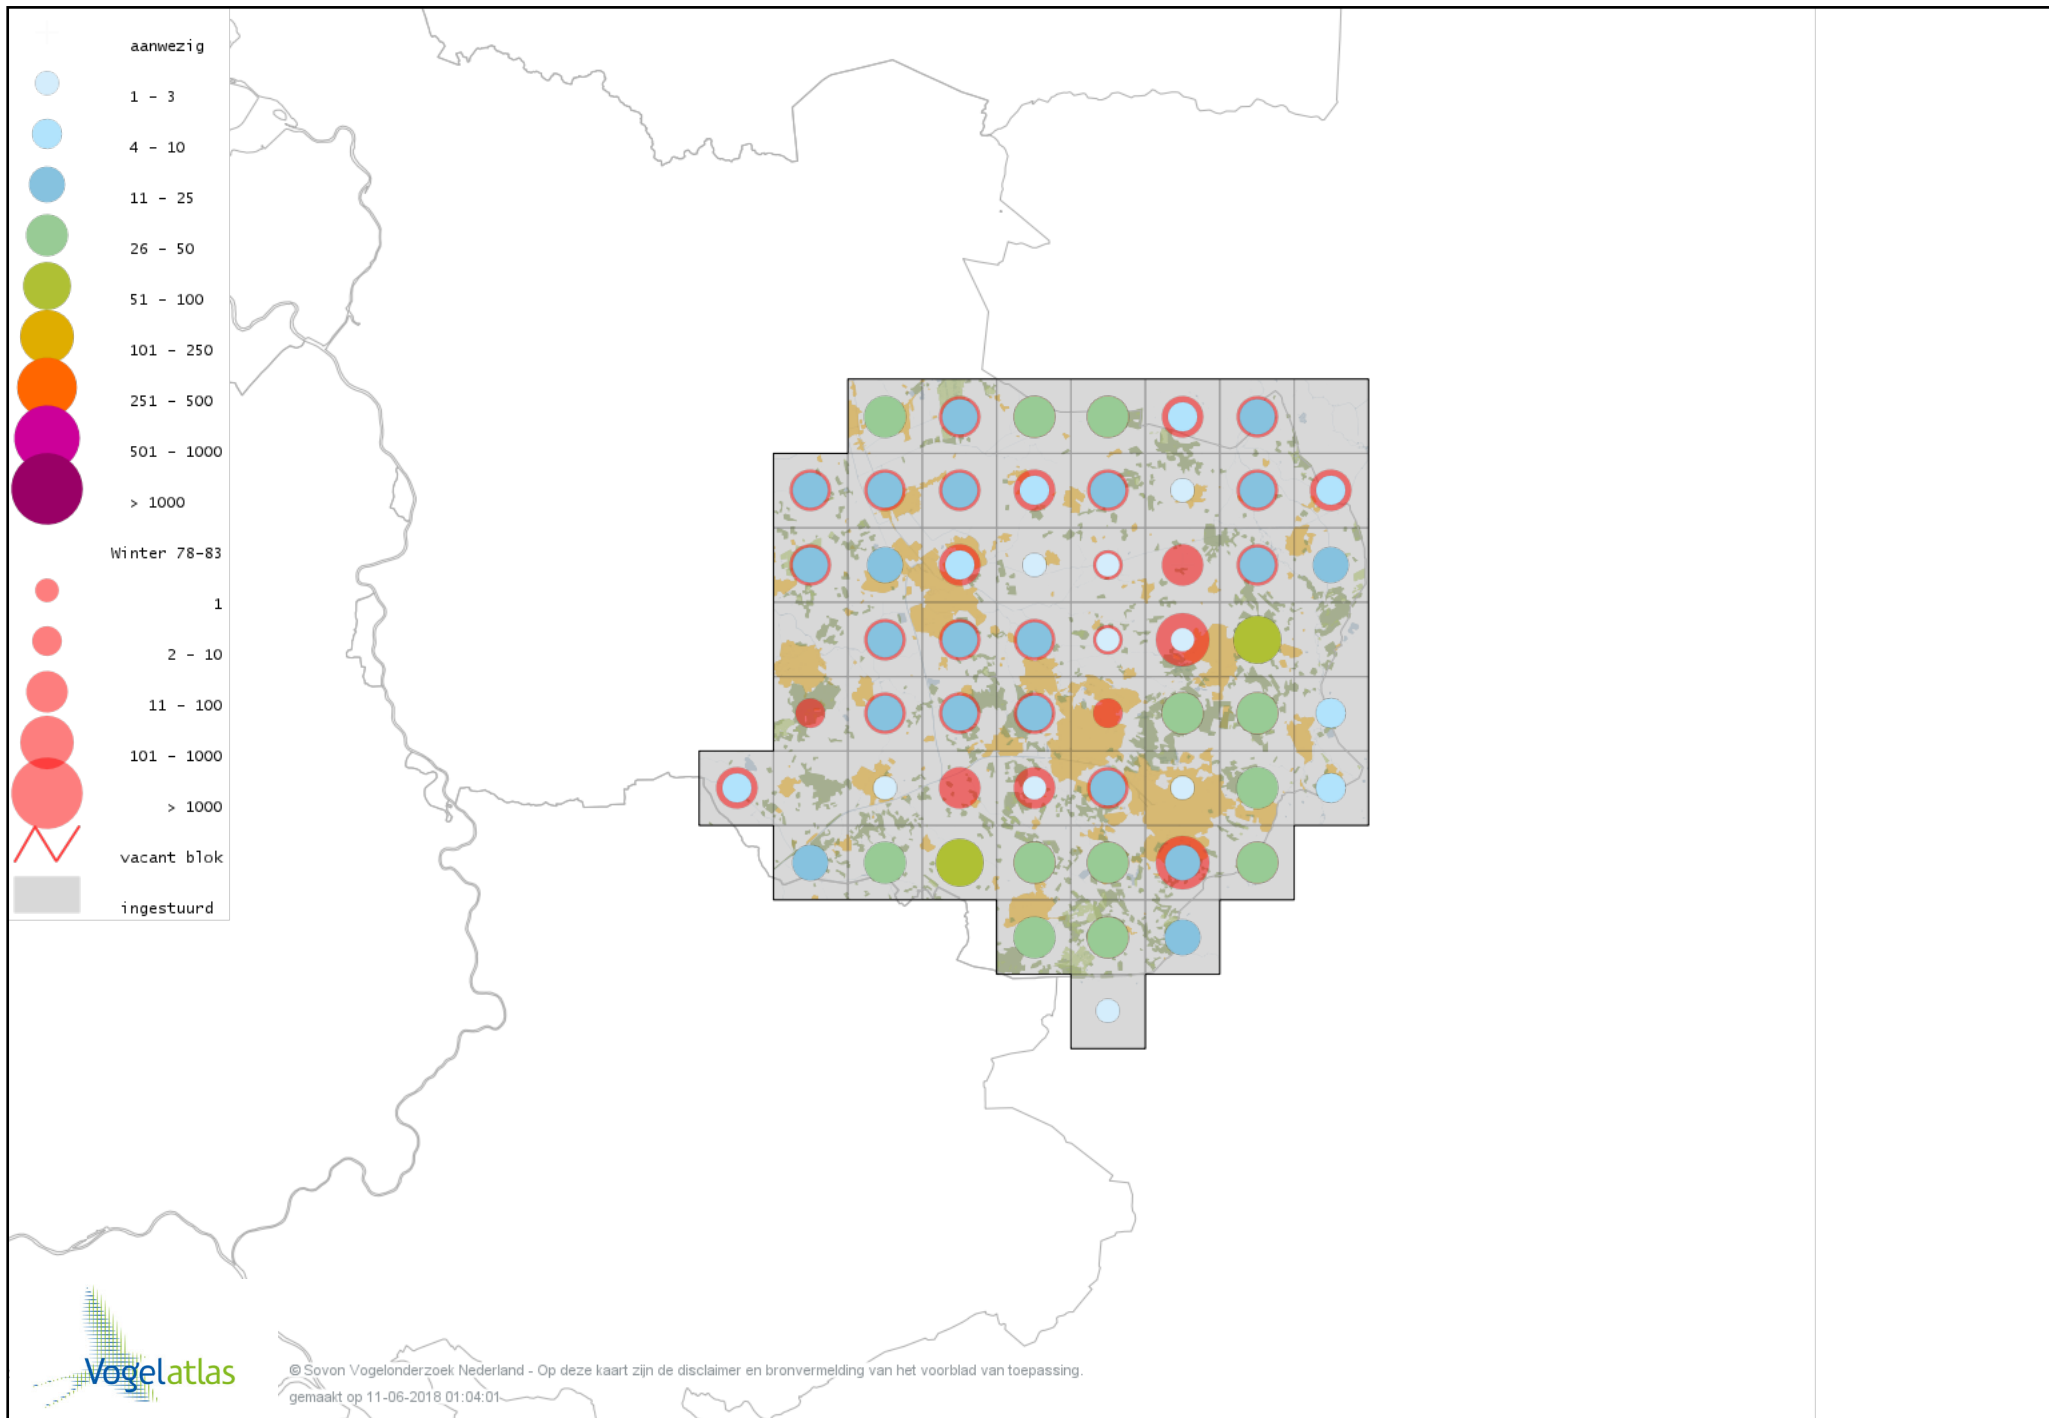 aanwezig
1 - 3
4 - 10
11 - 25
26 - 50
51 - 100
101 - 250
251 - 500
501 - 1000
> 1000
Winter 78-83
1
2 - 10
11 - 100
101 - 1000
> 1000
vacant blok
ingestuurd
Vogelatlas
© Sovon Vogelonderzoek Nederland - Op deze kaart zijn de disclaimer en bronvermelding van het voorblad van toepassing.
gemaakt op 11-06-2018 01:04:01